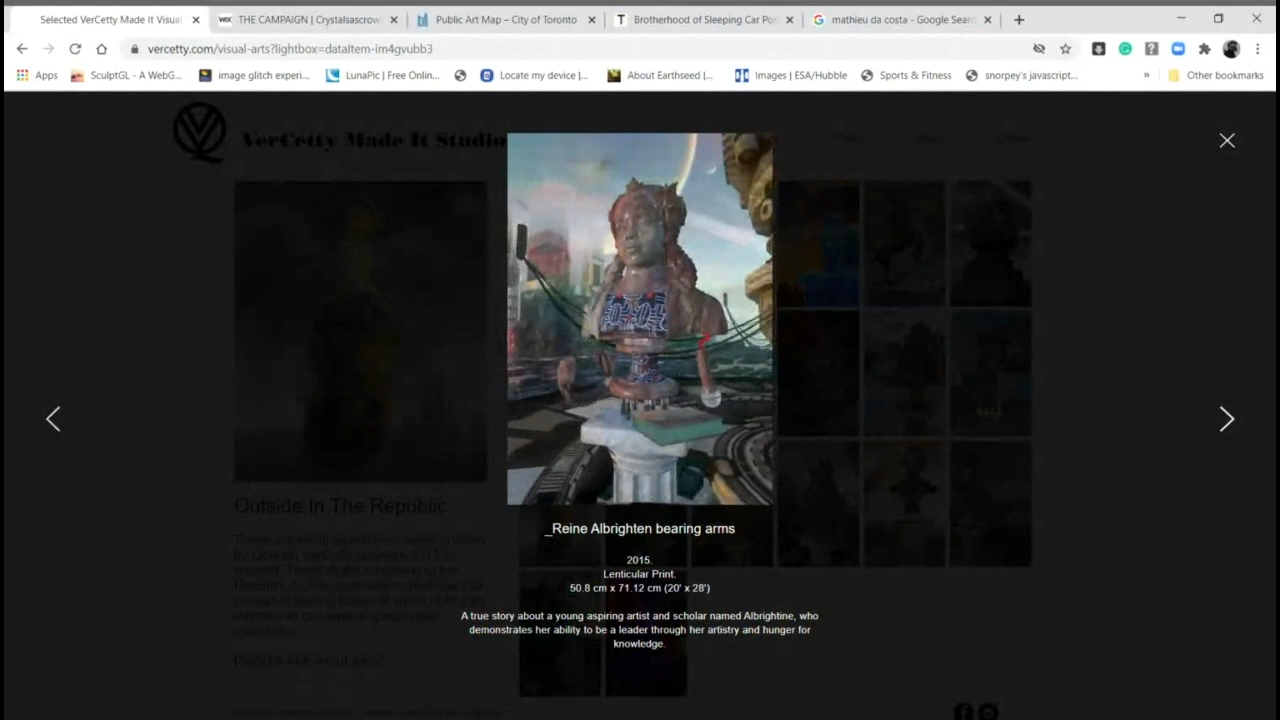 Selected VerCetty Made It Visual
THE CAMPAIGN | Crystalsascrow
Public Art Map – City of Toronto
Brotherhood of Sleeping Car Por
mathieu da costa - Google Searc
vercetty.com/visual-arts?lightbox=dataItem-im4gvubb3
Apps
SculptGL - A WebG...
image glitch experi...
LunaPic | Free Onlin...
Locate my device |...
About Earthseed |...
Images | ESA/Hubble
Sports & Fitness
snorpey's javascript...
»
Other bookmarks
VerCetty Made It Studio
Outside In The Republic
_Reine Albrighten bearing arms
2015.
Lenticular Print.
50.8 cm x 71.12 cm (20' x 28')
A true story about a young aspiring artist and scholar named Albrightine, who
demonstrates her ability to be a leader through her artistry and hunger for
knowledge.
PRINTS ARE AVAILABLE